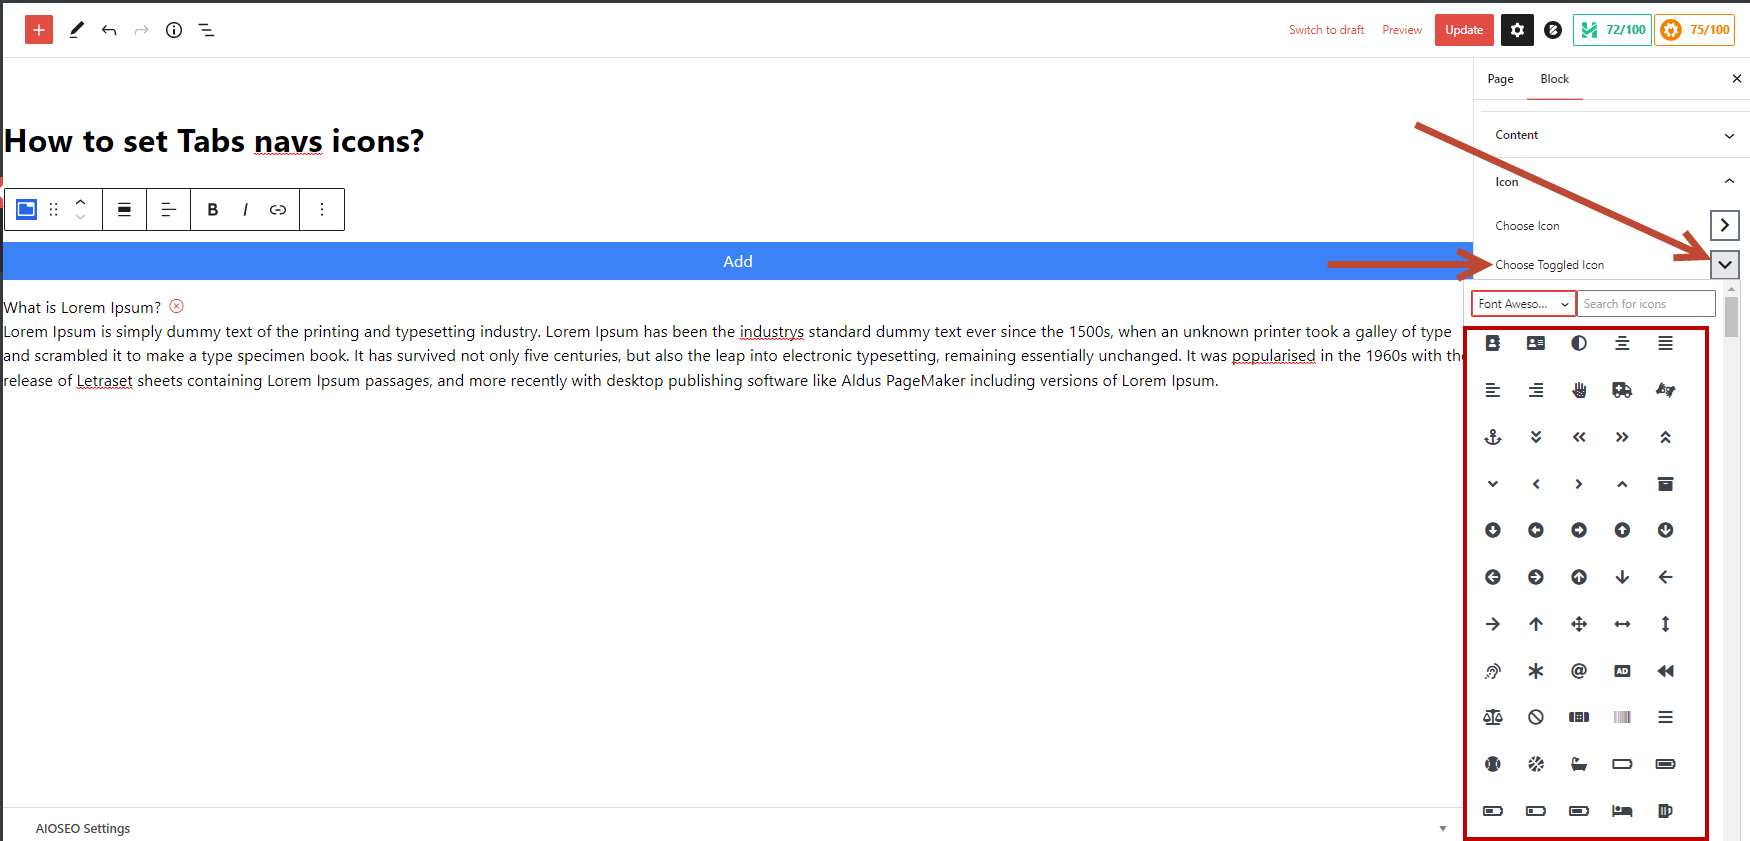 Switch to draft
Preview
Update
72/100
75/100
Page
Block
How to set Tabs navs icons?
Content
Icon
Choose Icon
Add
Choose Toggled Icon
Font Aweso...
Search for icons
What is Lorem Ipsum?
Lorem Ipsum is simply dummy text of the printing and typesetting industry. Lorem Ipsum has been the industrys standard dummy text ever since the 1500s, when an unknown printer took a galley of type
and scrambled it to make a type specimen book. It has survived not only five centuries, but also the leap into electronic typesetting, remaining essentially unchanged. It was popularised in the 1960s with the
release of Letraset sheets containing Lorem Ipsum passages, and more recently with desktop publishing software like Aldus PageMaker including versions of Lorem Ipsum.
AD
AIOSEO Settings